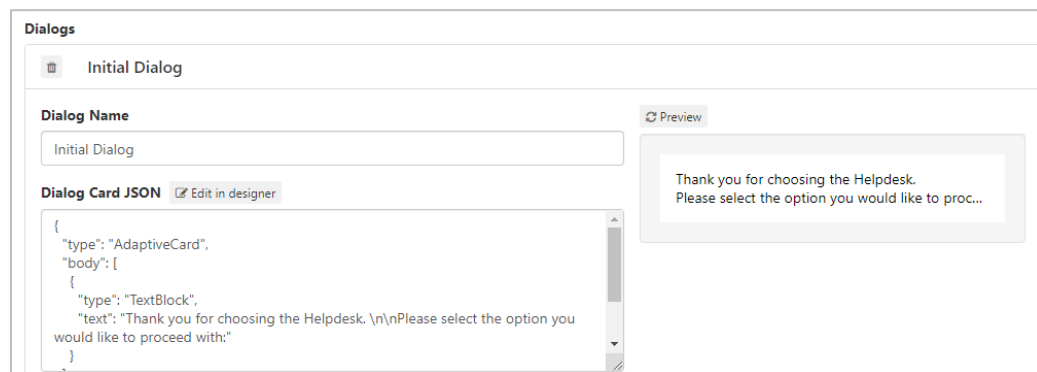 Dialogs
Initial Dialog
Dialog Name
Initial Dialog
Dialog Card JSON Edit in designer
{
"type": "AdaptiveCard",
"body": [
{
"type": "TextBlock",
"text": "Thank you for choosing the Helpdesk. \n\nPlease select the option you
would like to proceed with:"
}
Preview
Thank you for choosing the Helpdesk.
Please select the option you would like to proc...